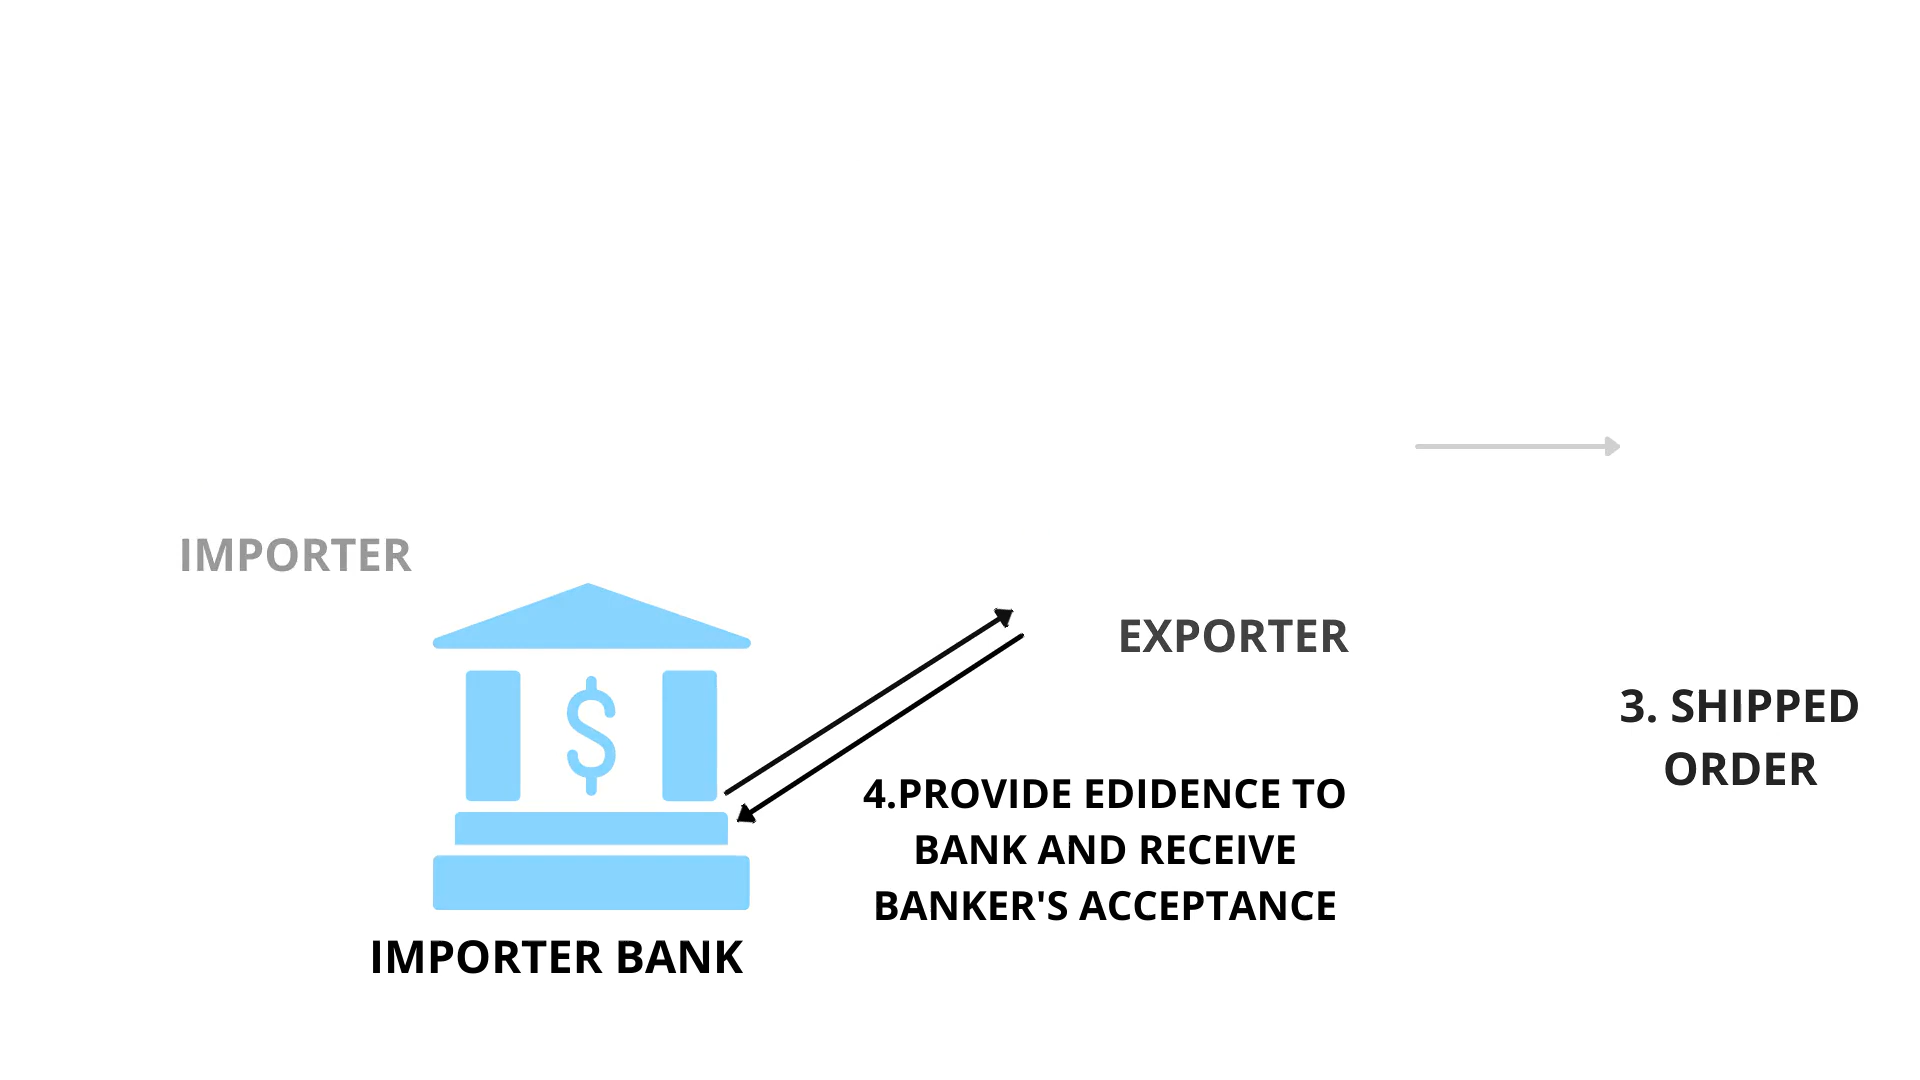 IMPORTER
EXPORTER
3. SHIPPED
ORDER
4.PROVIDE EDIDENCE TO
BANK AND RECEIVE
BANKER'S ACCEPTANCE
IMPORTER BANK